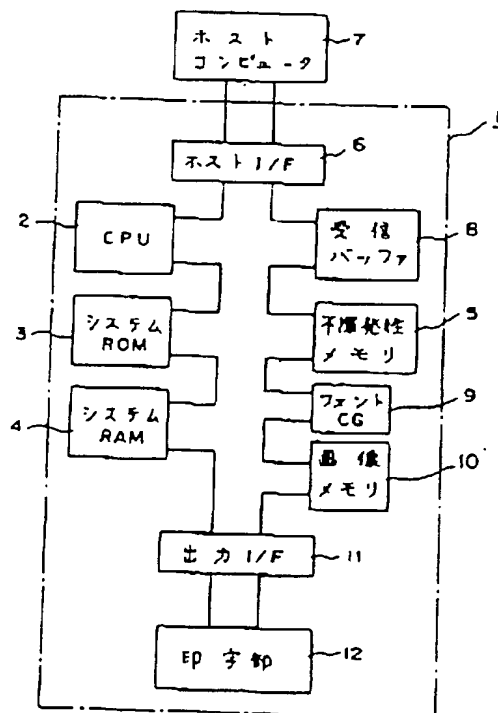 ホスト
コンピュータ
7
1
6
ホストI/F
2
CPU
受信
バッファ
8
3
システム
ROM
不揮発性
メモリ
5
4
システム
RAM
フォント
CG
9
画像
メモリ
10
出力I/F
11
印字部
12